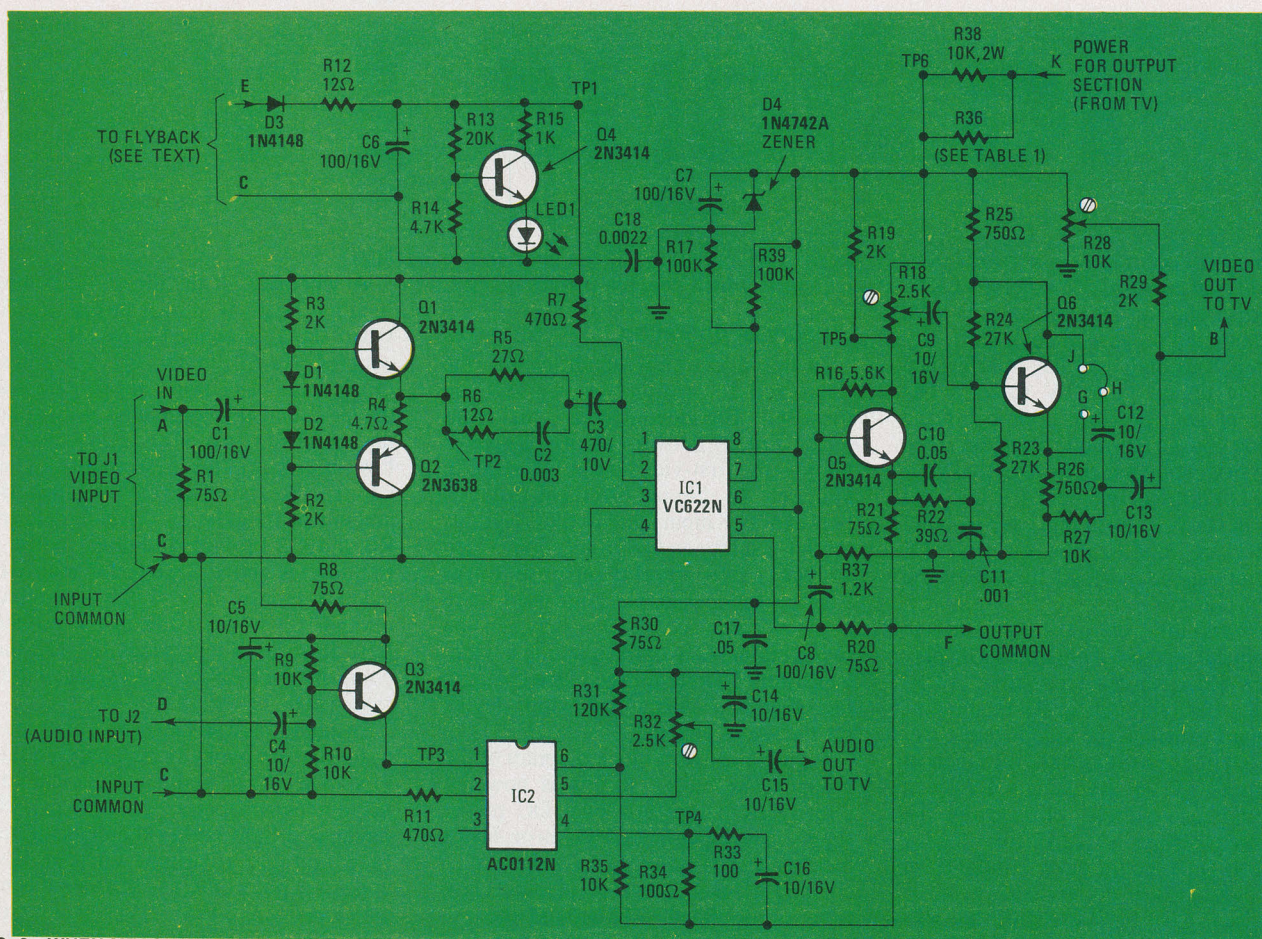 R38
10K,2W
POWER
FOR OUTPUT
SECTION
(FROM TV)
K
TP6
R36
(SEE TABLE 1)
R12
12Ω
E
D3
1N4148
TO FLYBACK
(SEE TEXT)
C
C6
100/16V
+
R13
20K
R15
1K
TP1
Q4
2N3414
R14
4.7K
LED1
D4
1N4742A
ZENER
C7
100/16V
+
C18
0.0022
R17
100K
R39
100K
R19
2K
R18
2.5K
TP5
C9
10/
16V
+
R25
750Ω
R24
27K
R28
10K
R29
2K
VIDEO
OUT
TO TV
B
Q6
2N3414
J
H
G
C12
10/
16V
+
R3
2K
Q1
2N3414
R7
470Ω
R5
27Ω
D1
1N4148
R6
12Ω
VIDEO
IN
A
C1
100/16V
+
D2
1N4148
R4
4.7Ω
TP2
C2
0.003
C3
470/
10V
+
TO J1
VIDEO
INPUT
R1
75Ω
Q2
2N3638
R2
2K
C
INPUT
COMMON
1
2
3
4
8
7
6
5
IC1
VC622N
R16 5.6K
Q5
2N3414
C10
0.05
R21
75Ω
R22
39Ω
R23
27K
R26
750Ω
R27
10K
C13
10/16V
+
C11
.001
R37
1.2K
C8
100/16V
+
R20
75Ω
F
OUTPUT
COMMON
R8
75Ω
C5
10/16V
+
R9
10K
Q3
2N3414
TO J2
(AUDIO INPUT)
D
C4
10/
16V
+
R10
10K
INPUT
COMMON
C
R11
470Ω
TP3
1
2
3
6
5
4
IC2
AC0112N
R30
75Ω
C17
.05
R31
120K
R32
2.5K
C14
10/16V
+
C15
10/16V
+
L
AUDIO
OUT
TO TV
TP4
R33
100
R35
10K
R34
100Ω
C16
10/16V
+